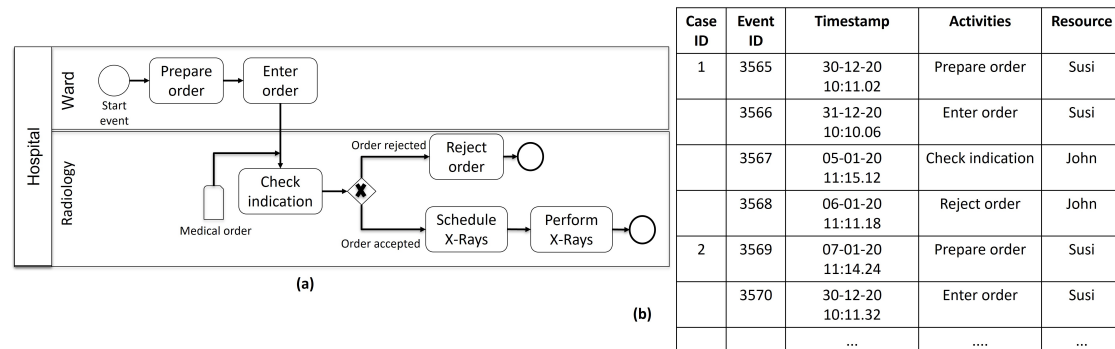 Hospital
Ward
Start
event
Prepare
order
Enter
order
Radiology
Medical order
Check
indication
Order rejected
Reject
order
Order accepted
Schedule
X-Rays
Perform
X-Rays
(a)
(b)
Case
ID
Event
ID
Timestamp
Activities
Resource
1
3565
30-12-20
10:11.02
Prepare order
Susi
3566
31-12-20
10:10.06
Enter order
Susi
3567
05-01-20
11:15.12
Check indication
John
3568
06-01-20
11:11.18
Reject order
John
2
3569
07-01-20
11:14.24
Prepare order
Susi
3570
30-12-20
10:11.32
Enter order
Susi
...
....
...